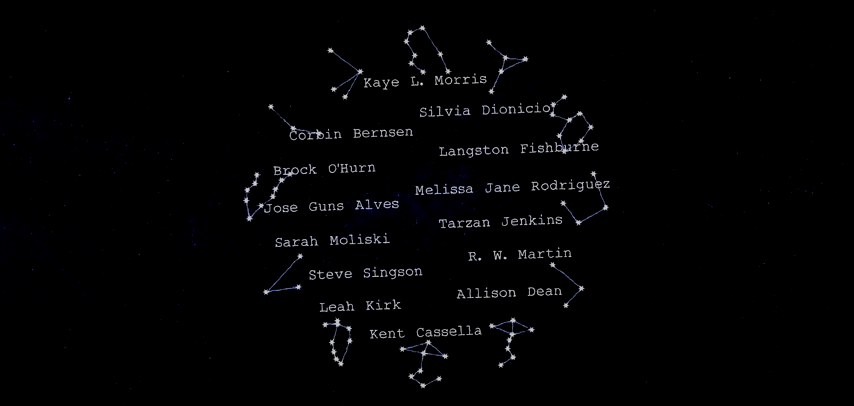 Kaye L. Morris
Silvia Dionicio
Corbin Bernsen
Langston Fishburne
Brock O'Hurn
Melissa Jane Rodriguez
Jose Guns Alves
Tarzan Jenkins
Sarah Moliski
R. W. Martin
Steve Singson
Allison Dean
Leah Kirk
Kent Cassella